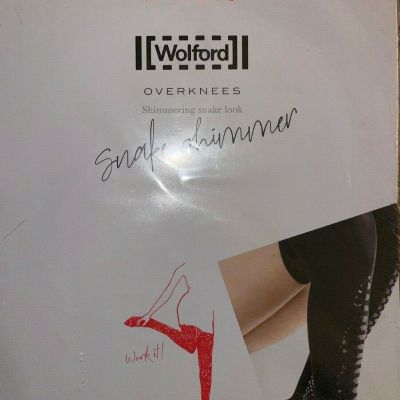 Wolford
OVERKNEES
Shimmering snake look
Snake shimmer
Work it!